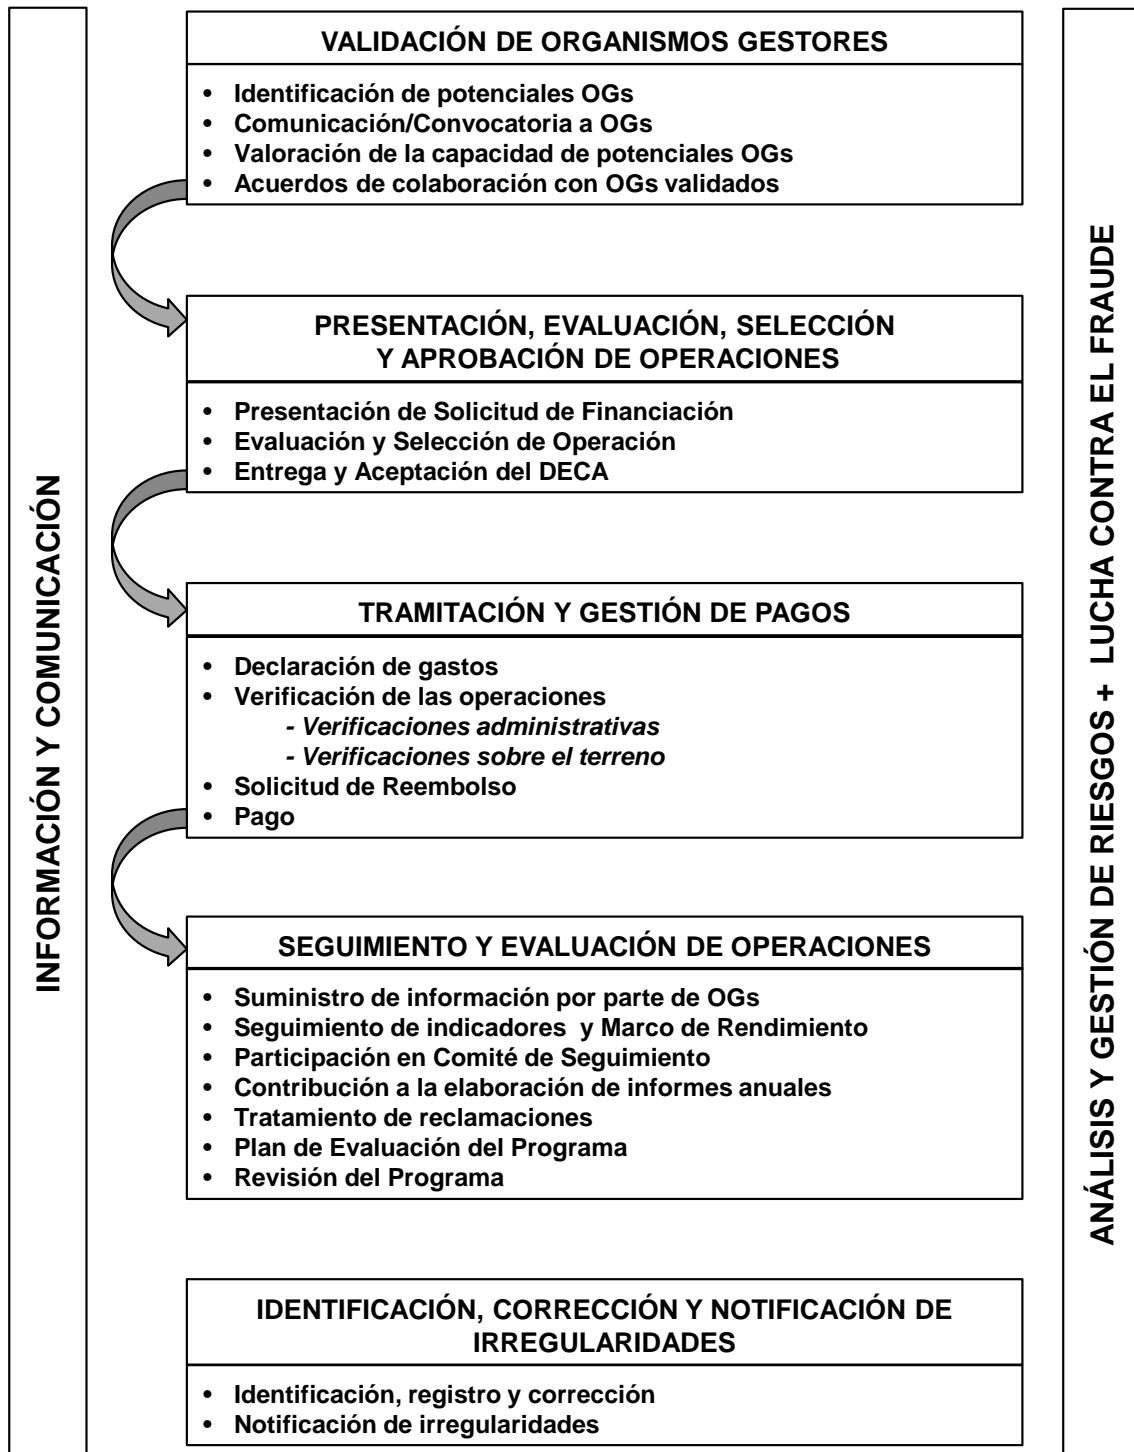 INFORMACIÓN Y COMUNICACIÓN
VALIDACIÓN DE ORGANISMOS GESTORES
• Identificación de potenciales OGs
• Comunicación/Convocatoria a OGs
• Valoración de la capacidad de potenciales OGs
• Acuerdos de colaboración con OGs validados
PRESENTACIÓN, EVALUACIÓN, SELECCIÓN
Y APROBACIÓN DE OPERACIONES
• Presentación de Solicitud de Financiación
• Evaluación y Selección de Operación
• Entrega y Aceptación del DECA
TRAMITACIÓN Y GESTIÓN DE PAGOS
• Declaración de gastos
• Verificación de las operaciones
- Verificaciones administrativas
- Verificaciones sobre el terreno
• Solicitud de Reembolso
• Pago
SEGUIMIENTO Y EVALUACIÓN DE OPERACIONES
• Suministro de información por parte de OGs
• Seguimiento de indicadores y Marco de Rendimiento
• Participación en Comité de Seguimiento
• Contribución a la elaboración de informes anuales
• Tratamiento de reclamaciones
• Plan de Evaluación del Programa
• Revisión del Programa
IDENTIFICACIÓN, CORRECCIÓN Y NOTIFICACIÓN DE
IRREGULARIDADES
• Identificación, registro y corrección
• Notificación de irregularidades
ANÁLISIS Y GESTIÓN DE RIESGOS + LUCHA CONTRA EL FRAUDE